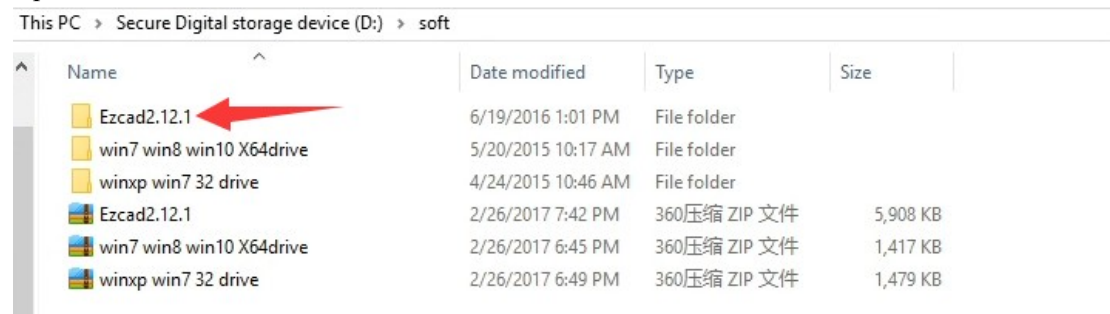 This PC > Secure Digital storage device (D:) > soft
Name Date modified Type Size
Ezcad2.12.1 6/19/2016 1:01 PM File folder
win7 win8 win10 X64drive 5/20/2015 10:17 AM File folder
winxp win7 32 drive 4/24/2015 10:46 AM File folder
Ezcad2.12.1 2/26/2017 7:42 PM 360压缩 ZIP 文件 5,908 KB
win7 win8 win10 X64drive 2/26/2017 6:45 PM 360压缩 ZIP 文件 1,417 KB
winxp win7 32 drive 2/26/2017 6:49 PM 360压缩 ZIP 文件 1,479 KB